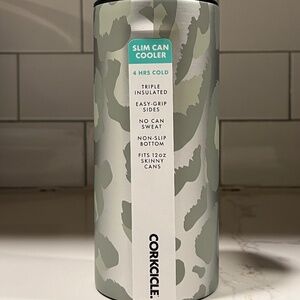 SLIM CAN
COOLER
4 HRS COLD
TRIPLE
INSULATED
EASY-GRIP
SIDES
NO CAN
SWEAT
NON-SLIP
BOTTOM
FITS 12oz
SKINNY
CANS
CORKCICLE.